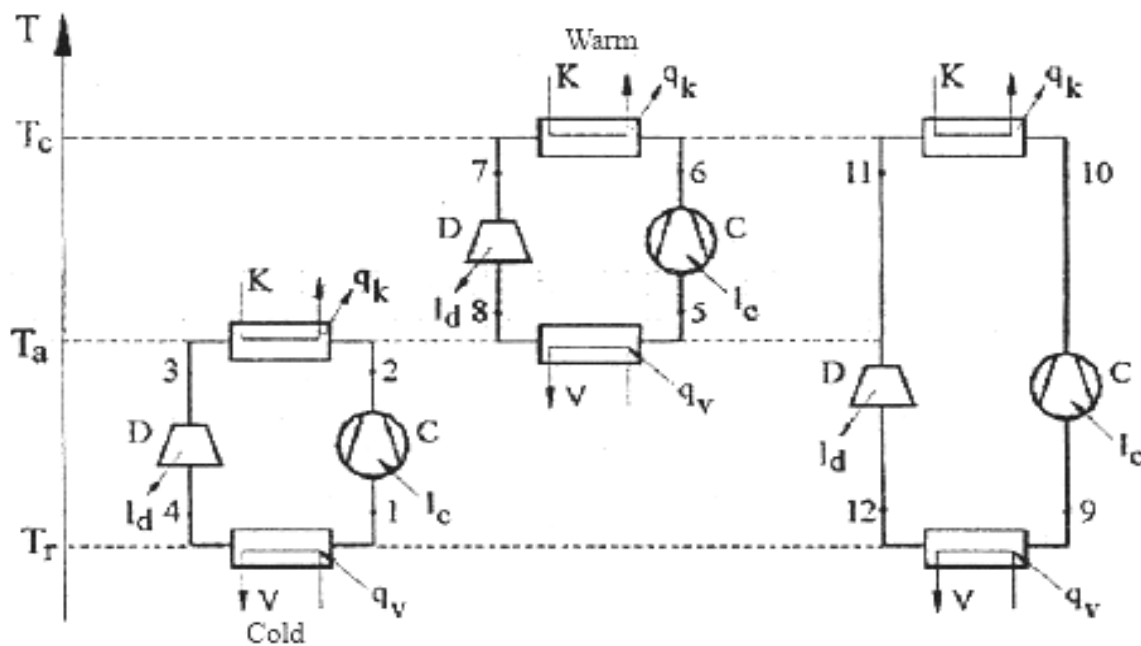 T
Warm
K
q_k
K
q_k
T_c
7
6
11
10
D
C
l_d
8
5
l_c
K
q_k
T_a
3
2
V
q_v
D
C
D
C
l_d
4
1
l_c
l_d
12
9
l_c
T_r
V
q_v
V
q_v
Cold